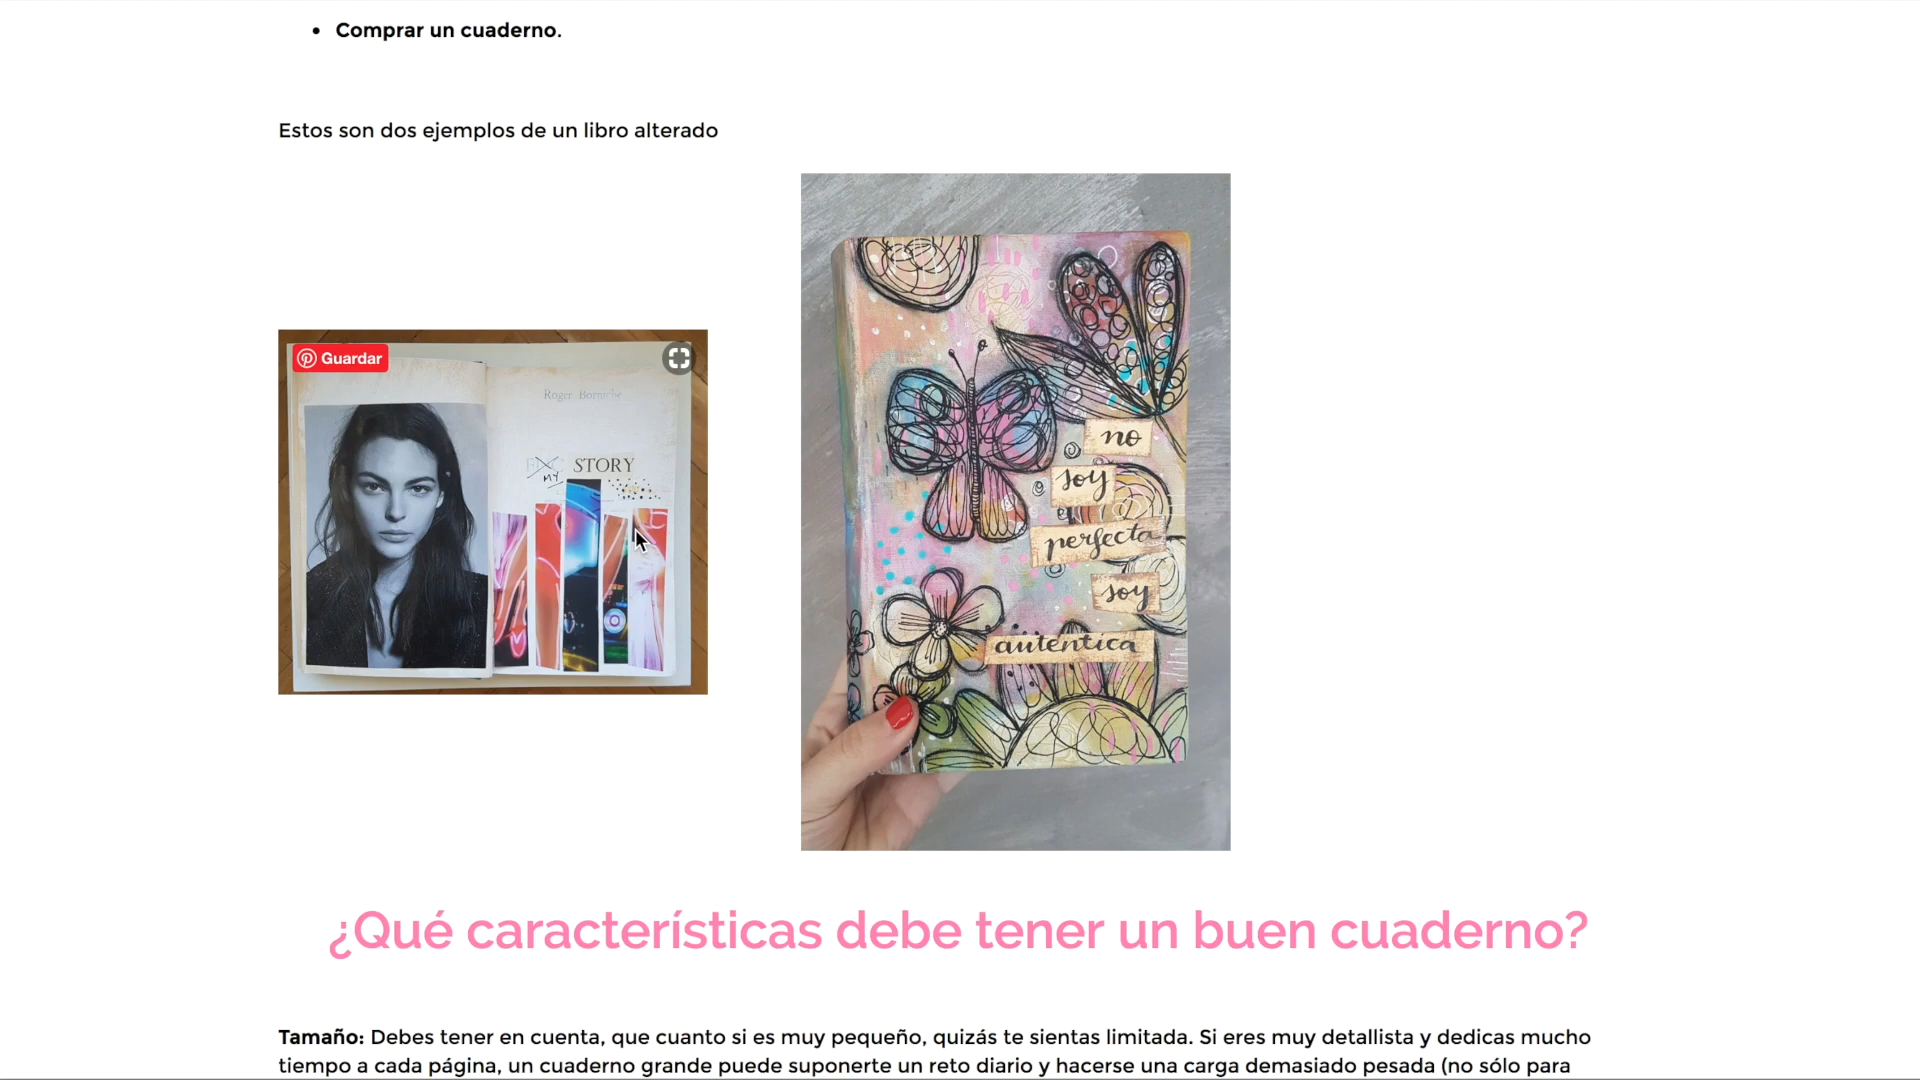 • Comprar un cuaderno.
Estos son dos ejemplos de un libro alterado
Guardar
Roger
STORY
MY
no
soy
perfecta
soy
autentica
¿Qué características debe tener un buen cuaderno?
Tamaño: Debes tener en cuenta, que cuanto si es muy pequeño, quizás te sientas limitada. Si eres muy detallista y dedicas mucho
tiempo a cada página, un cuaderno grande puede suponerte un reto diario y hacerse una carga demasiado pesada (no sólo para